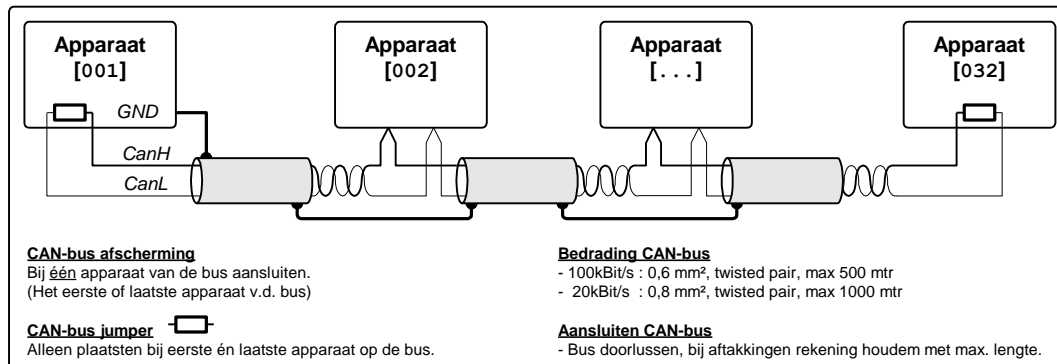 Apparaat
[001]
Apparaat
[002]
Apparaat
[...]
Apparaat
[032]
GND
CanH
CanL
CAN-bus afscherming
Bij één apparaat van de bus aansluiten.
(Het eerste of laatste apparaat v.d. bus)
CAN-bus jumper
Alleen plaatsten bij eerste én laatste apparaat op de bus.
Bedrading CAN-bus
- 100kBit/s : 0,6 mm², twisted pair, max 500 mtr
- 20kBit/s : 0,8 mm², twisted pair, max 1000 mtr
Aansluiten CAN-bus
- Bus doorlussen, bij aftakkingen rekening houdem met max. lengte.